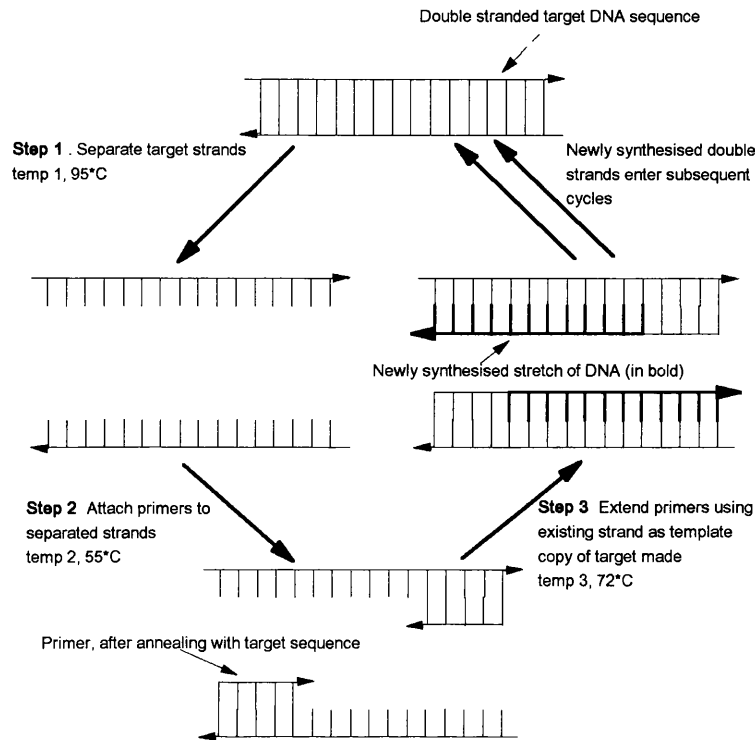 Double stranded target DNA sequence
Step 1 . Separate target strands
temp 1, 95*C
Newly synthesised double
strands enter subsequent
cycles
Newly synthesised stretch of DNA (in bold)
Step 2 Attach primers to
separated strands
temp 2, 55*C
Step 3 Extend primers using
existing strand as template
copy of target made
temp 3, 72*C
Primer, after annealing with target sequence